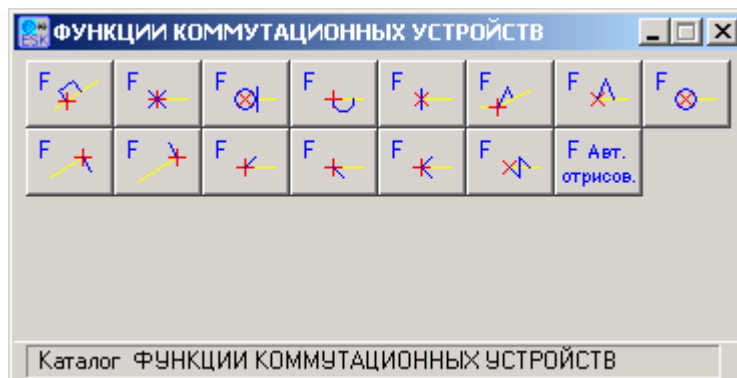 ФУНКЦИИ КОММУТАЦИОННЫХ УСТРОЙСТВ
F F F F F F F F
F F F F F F F Авт. отрисов.
Каталог ФУНКЦИИ КОММУТАЦИОННЫХ УСТРОЙСТВ